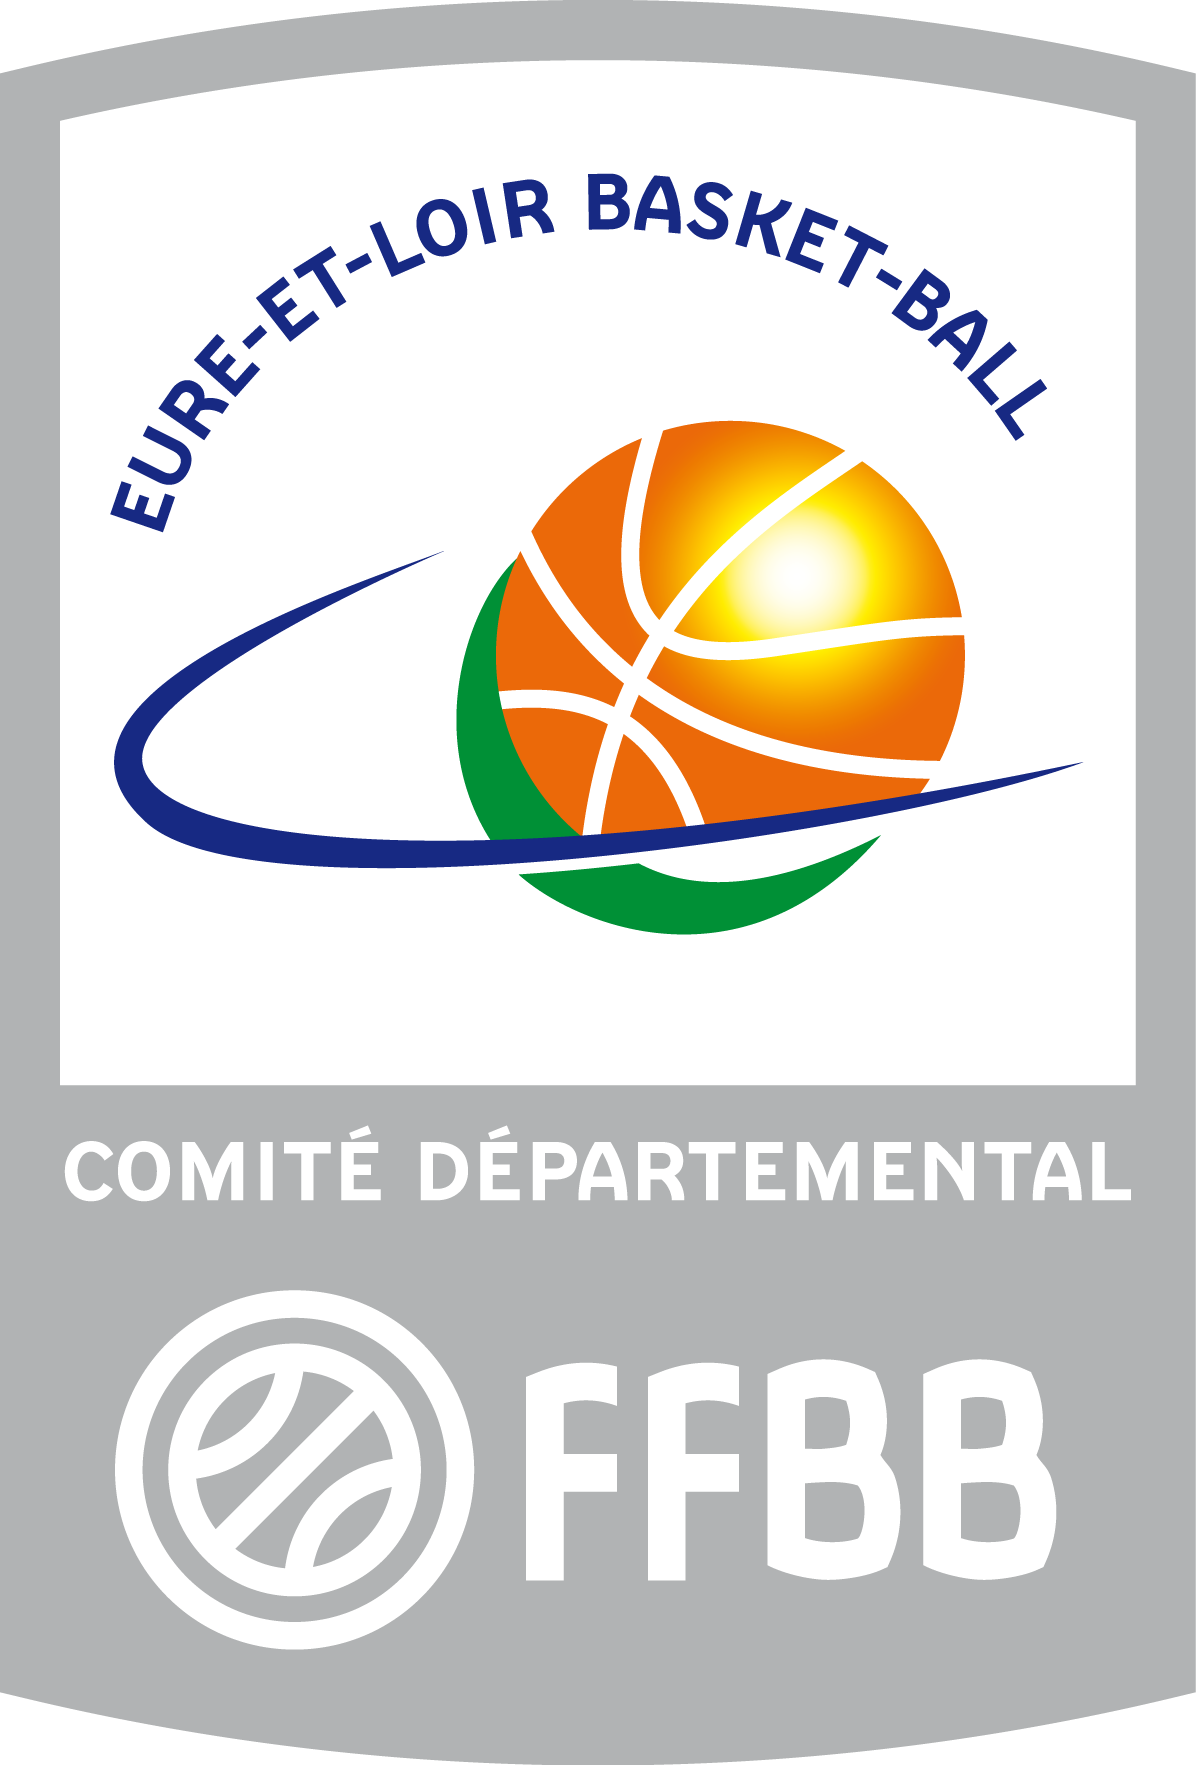 EURE-ET-LOIR BASKET-BALL
COMITÉ DÉPARTEMENTAL
FFBB